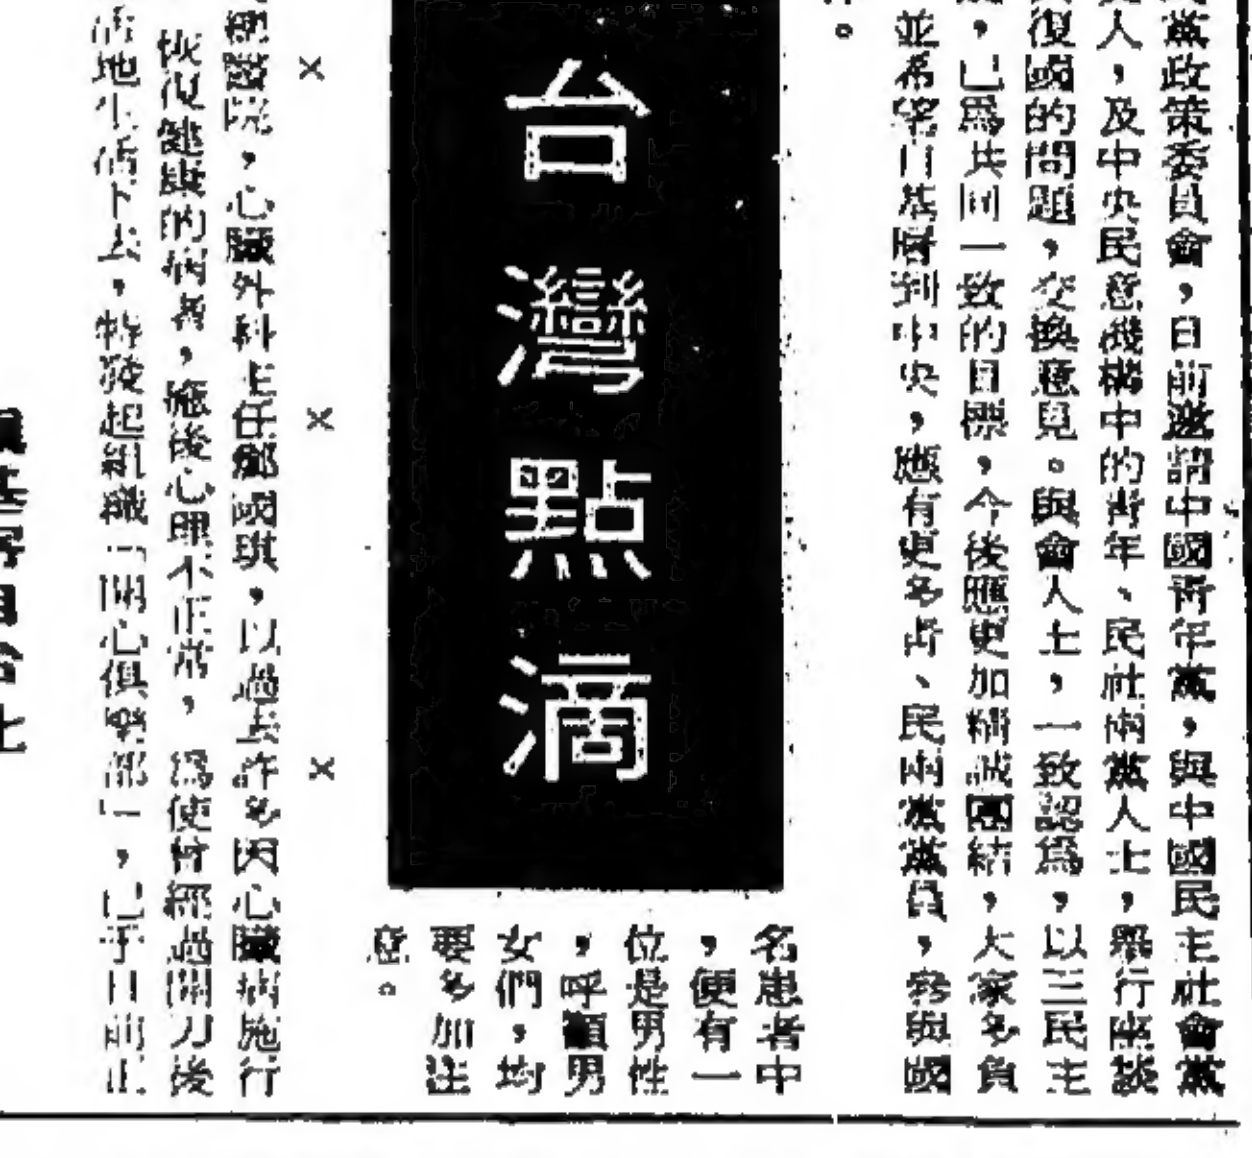 黨政策委員會，日前邀請中國青年黨，與中國民主社會黨
人，及中央民意機構中的青年、民社兩黨人士，舉行座談
復國的問題，交換意見。與會人士，一致認為，以三民主
，已為共同一致的目標，今後應更加精誠團結，大家多負
並希望自基層到中央，應有更多青、民兩黨黨員，參與國
。
台灣點滴
名患者中
，便有一
位是男性
，呼籲男
女們，均
要多加注
意。
×　×　×
醫院，心臟外科主任鄭國琪，以過去許多因心臟病施行
恢復健康的病者，癒後心理不正常，為使曾經過開刀後
活地生活下去，特發起組織「開心俱樂部」，已于日前正